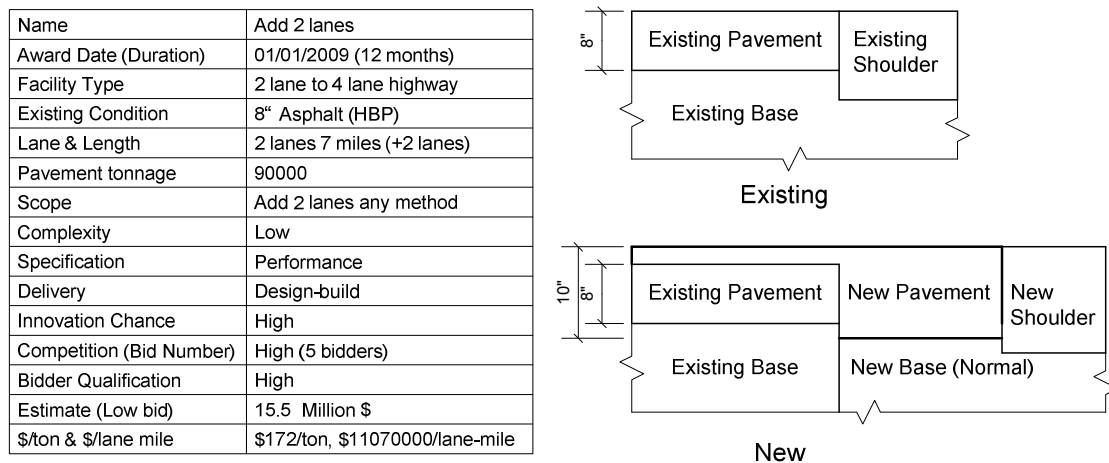 Name Add 2 lanes
Award Date (Duration) 01/01/2009 (12 months)
Facility Type 2 lane to 4 lane highway
Existing Condition 8“ Asphalt (HBP)
Lane & Length 2 lanes 7 miles (+2 lanes)
Pavement tonnage 90000
Scope Add 2 lanes any method
Complexity Low
Specification Performance
Delivery Design-build
Innovation Chance High
Competition (Bid Number) High (5 bidders)
Bidder Qualification High
Estimate (Low bid) 15.5 Million $
$/ton & $/lane mile $172/ton, $11070000/lane-mile
8"
Existing Pavement
Existing
Shoulder
Existing Base
Existing
10"
8"
Existing Pavement
New Pavement
New
Shoulder
Existing Base
New Base (Normal)
New